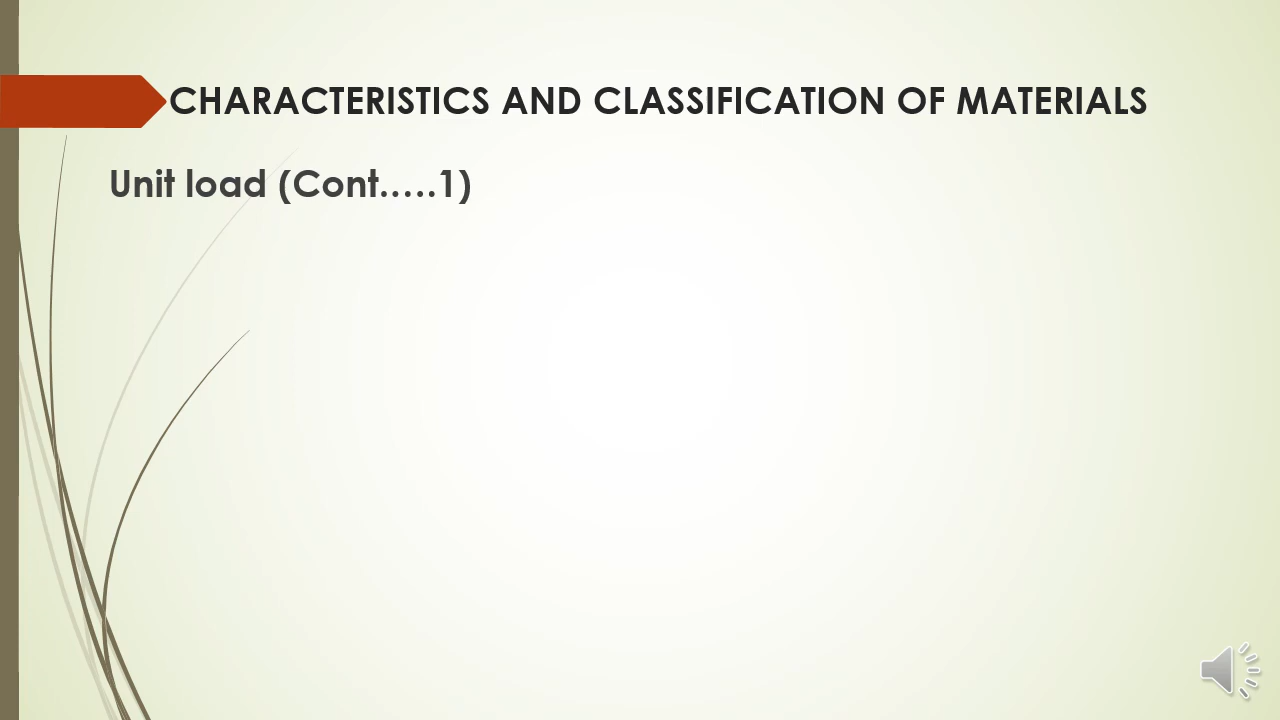 CHARACTERISTICS AND CLASSIFICATION OF MATERIALS
Unit load (Cont.….1)